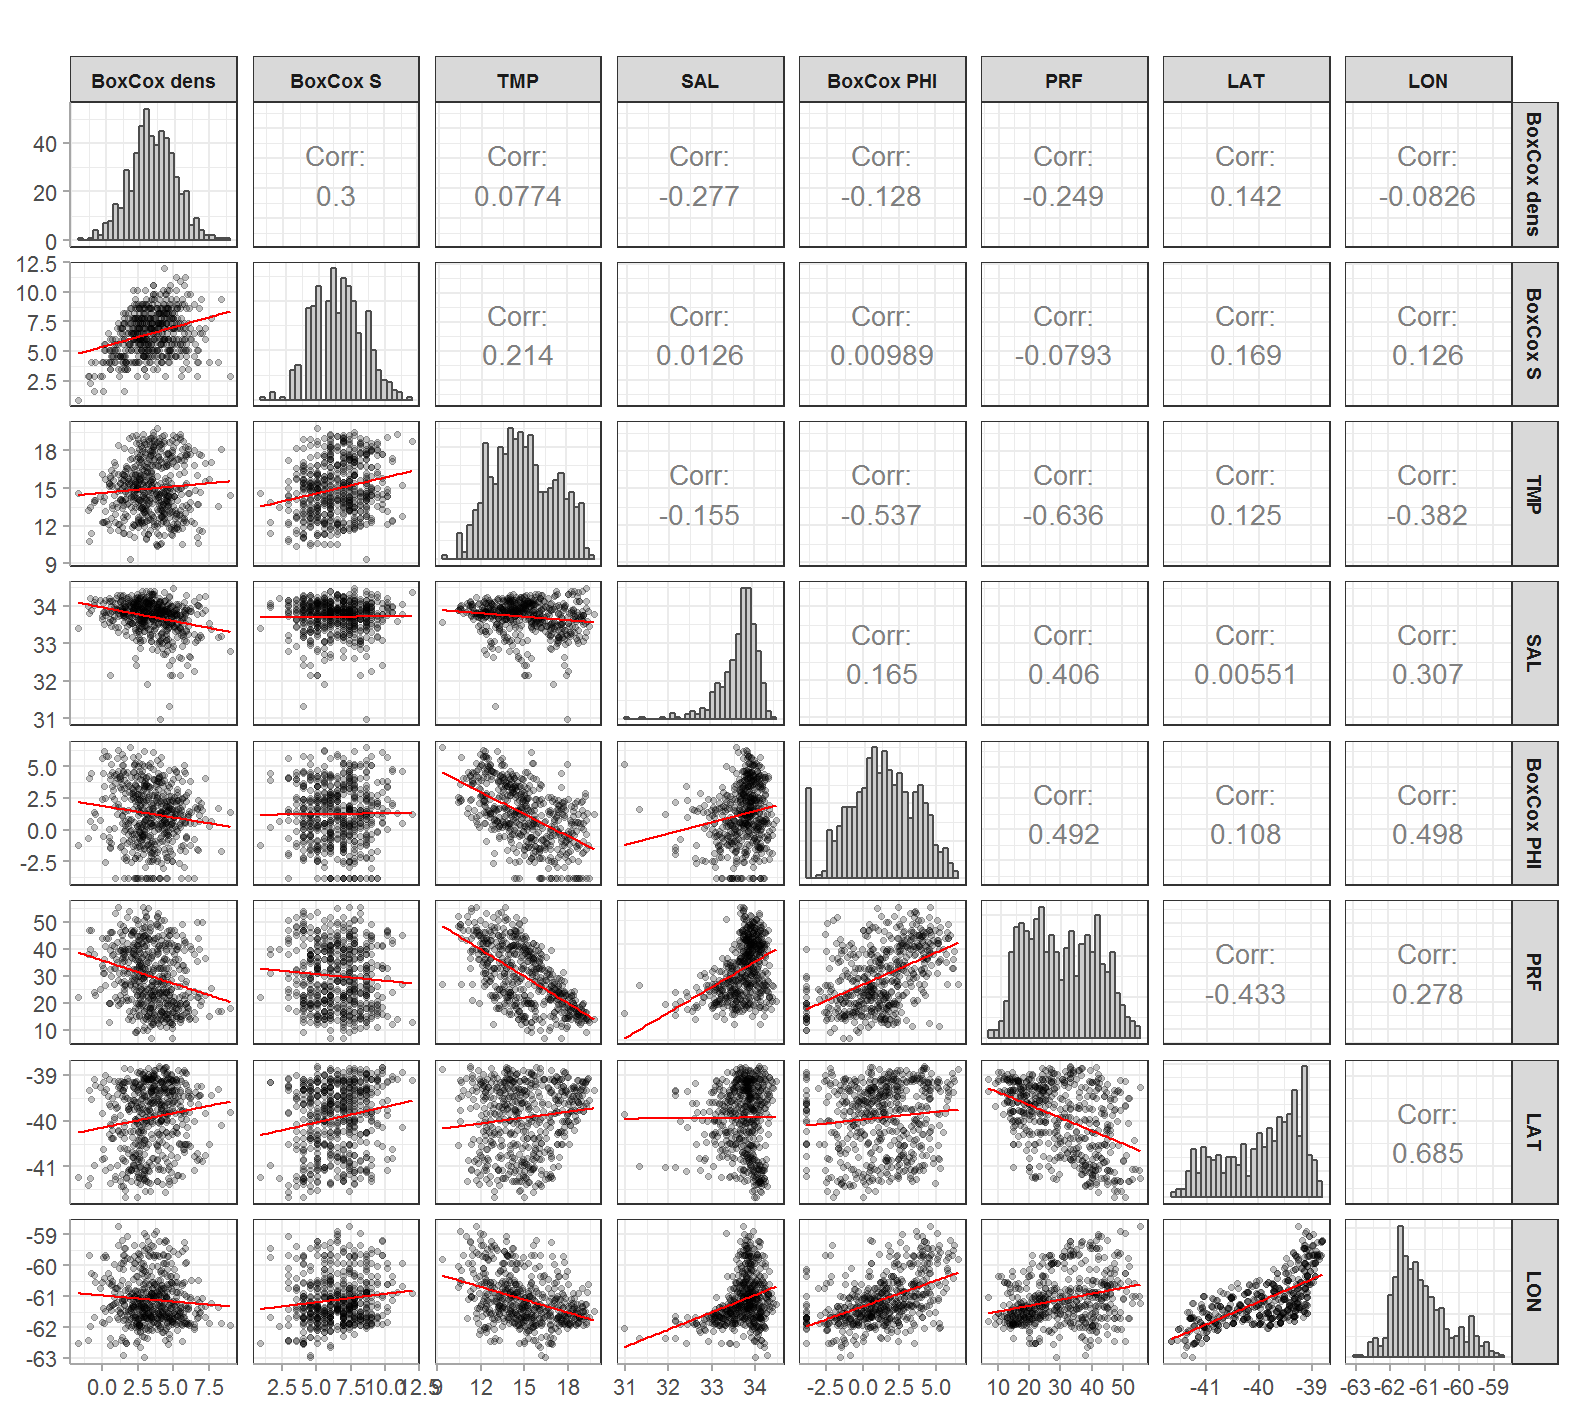 BoxCox dens BoxCox S TMP SAL BoxCox PHI PRF LAT LON
40
20
0
Corr: Corr: Corr: Corr: Corr: Corr: Corr:
0.3 0.0774 -0.277 -0.128 -0.249 0.142 -0.0826
BoxCox dens
12.5
10.0
7.5
5.0
2.5
Corr: Corr: Corr: Corr: Corr: Corr:
0.214 0.0126 0.00989 -0.0793 0.169 0.126
BoxCox S
18
15
12
9
Corr: Corr: Corr: Corr: Corr:
-0.155 -0.537 -0.636 0.125 -0.382
TMP
34
33
32
31
Corr: Corr: Corr: Corr:
0.165 0.406 0.00551 0.307
SAL
5.0
2.5
0.0
-2.5
Corr: Corr: Corr:
0.492 0.108 0.498
BoxCox PHI
50
40
30
20
10
Corr: Corr:
-0.433 0.278
PRF
-39
-40
-41
Corr:
0.685
LAT
-59
-60
-61
-62
-63
LON
0.0 2.5 5.0 7.5 2.5 5.0 7.5 10.0 12.5 9 12 15 18 31 32 33 34 -2.5 0.0 2.5 5.0 10 20 30 40 50 -41 -40 -39 -63 -62 -61 -60 -59